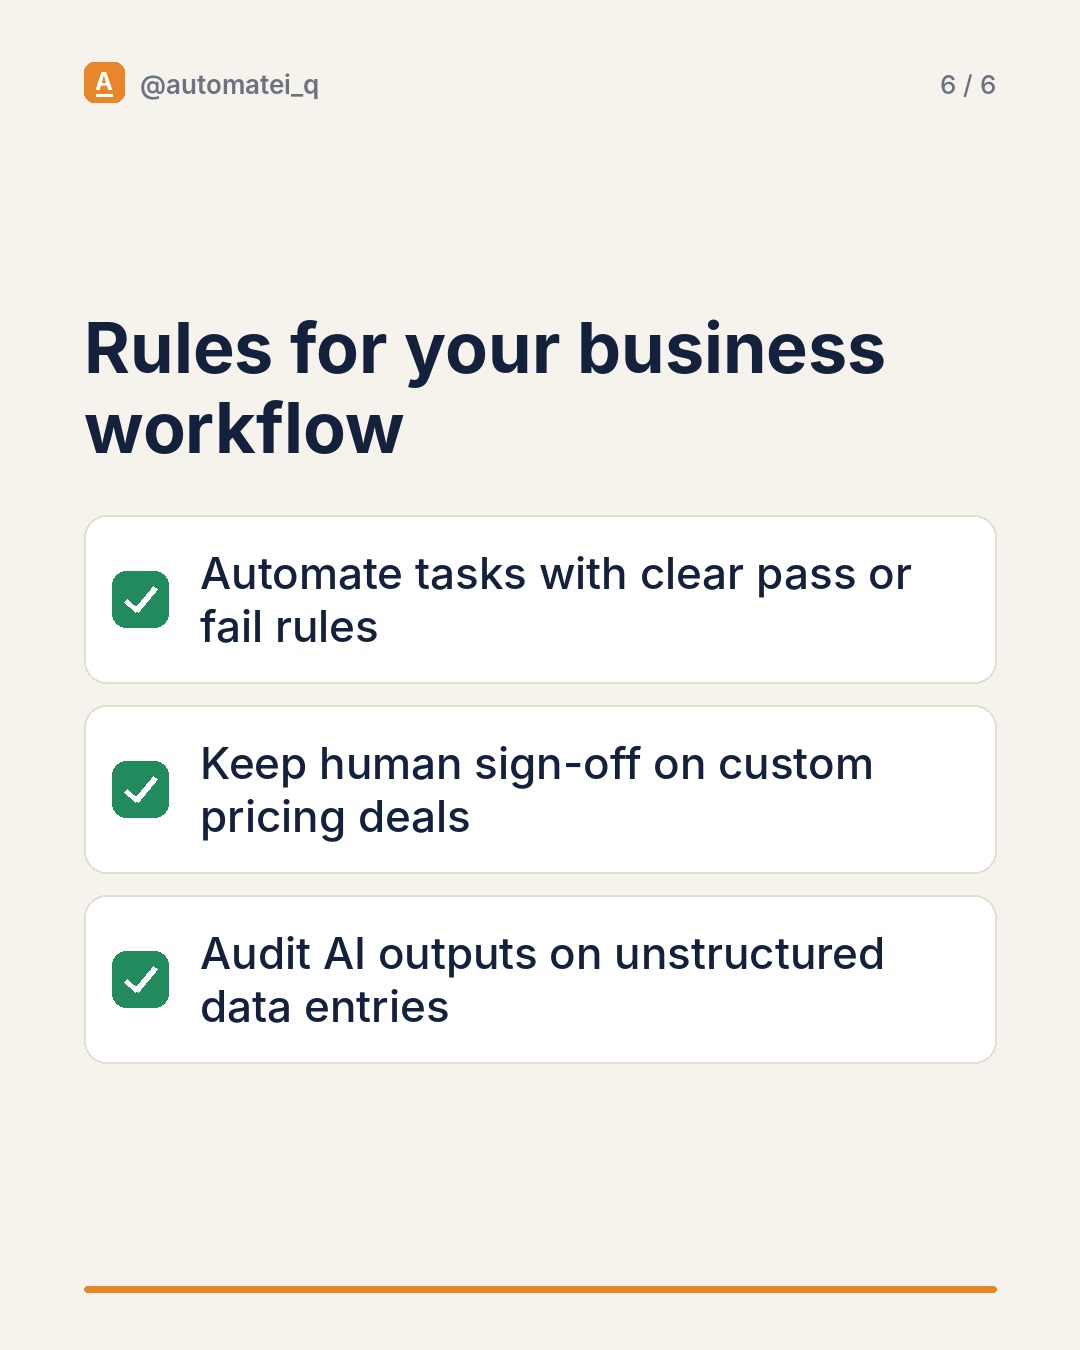 A @automatei_q
6 / 6
Rules for your business
workflow
Automate tasks with clear pass or
fail rules
Keep human sign-off on custom
pricing deals
Audit AI outputs on unstructured
data entries